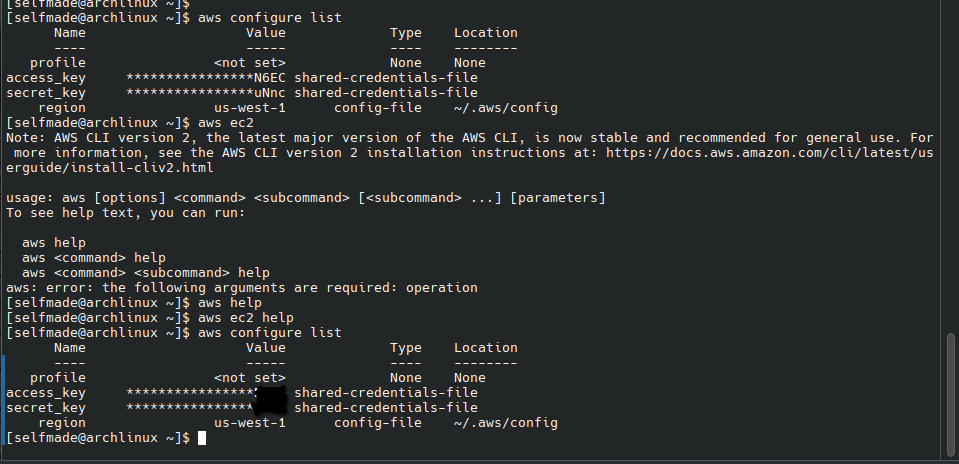 [selfmade@archlinux ~]$
[selfmade@archlinux ~]$ aws configure list
      Name                    Value             Type    Location
      ----                    -----             ----    --------
   profile                <not set>             None    None
access_key     ****************N6EC shared-credentials-file
secret_key     ****************uNnc shared-credentials-file
    region                us-west-1      config-file    ~/.aws/config
[selfmade@archlinux ~]$ aws ec2
Note: AWS CLI version 2, the latest major version of the AWS CLI, is now stable and recommended for general use. For
 more information, see the AWS CLI version 2 installation instructions at: https://docs.aws.amazon.com/cli/latest/us
erguide/install-cliv2.html
usage: aws [options] <command> <subcommand> [<subcommand> ...] [parameters]
To see help text, you can run:
  aws help
  aws <command> help
  aws <command> <subcommand> help
aws: error: the following arguments are required: operation
[selfmade@archlinux ~]$ aws help
[selfmade@archlinux ~]$ aws ec2 help
[selfmade@archlinux ~]$ aws configure list
      Name                    Value             Type    Location
      ----                    -----             ----    --------
   profile                <not set>             None    None
access_key     **************** shared-credentials-file
secret_key     **************** shared-credentials-file
    region                us-west-1      config-file    ~/.aws/config
[selfmade@archlinux ~]$